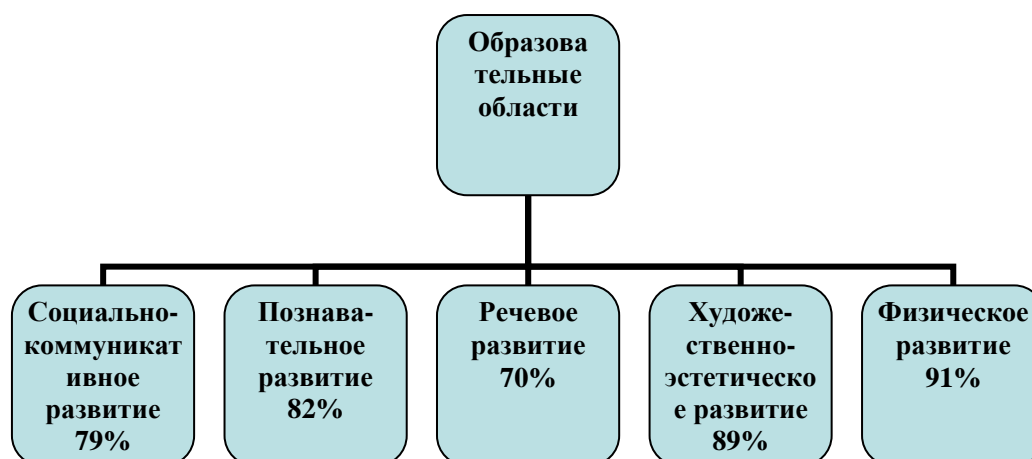 Образова
тельные
области
Социально-
коммуникат
ивное
развитие
79%
Познава-
тельное
развитие
82%
Речевое
развитие
70%
Художе-
ственно-
эстетическо
е развитие
89%
Физическое
развитие
91%